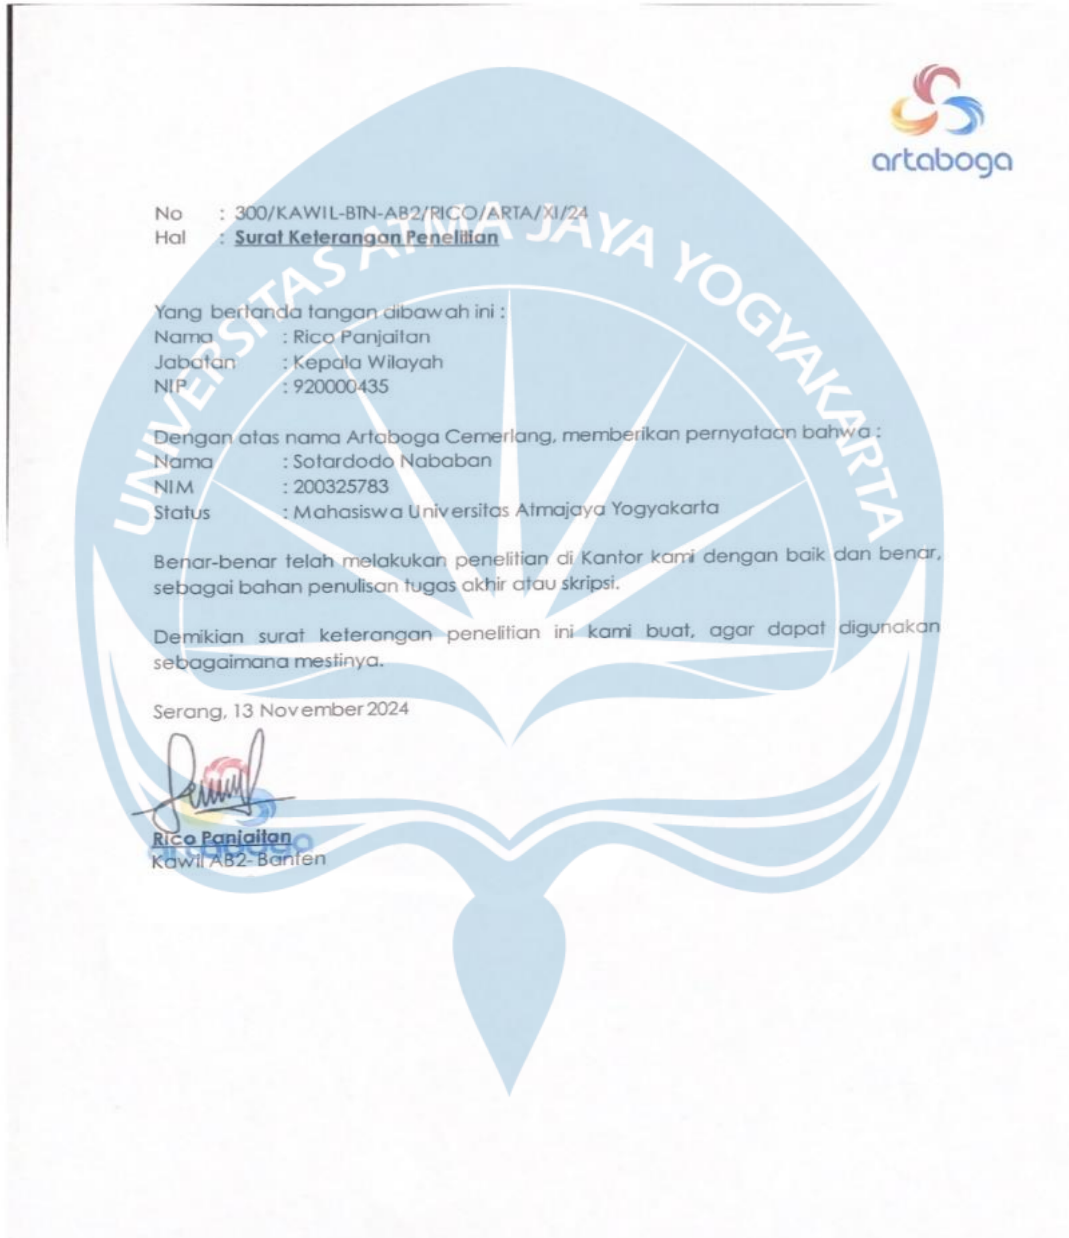 artaboga
No : 300/KAWIL-BTN-AB2/RICO/ARTA/XI/24
Hal : Surat Keterangan Penelitian
UNIVERSITAS ATMA JAYA YOGYAKARTA
Yang bertanda tangan dibawah ini :
Nama : Rico Panjaitan
Jabatan : Kepala Wilayah
NIP : 920000435
Dengan atas nama Artaboga Cemerlang, memberikan pernyataan bahwa :
Nama : Sotardodo Nababan
NIM : 200325783
Status : Mahasiswa Universitas Atmajaya Yogyakarta
Benar-benar telah melakukan penelitian di Kantor kami dengan baik dan benar,
sebagai bahan penulisan tugas akhir atau skripsi.
Demikian surat keterangan penelitian ini kami buat, agar dapat digunakan
sebagaimana mestinya.
Serang, 13 November 2024
Rico Panjaitan
artaboga
Kawil AB2- Banten